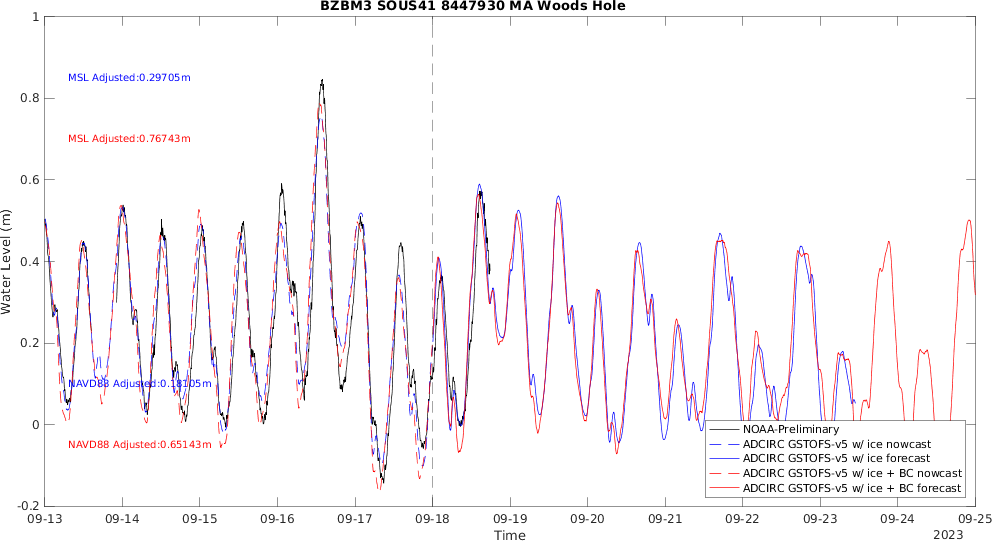 BZBM3 SOUS41 8447930 MA Woods Hole
1
MSL Adjusted:0.29705m
0.8
MSL Adjusted:0.76743m
0.6
Water Level (m)
0.4
0.2
NAVD88 Adjusted:0.18105m
0
NOAA-Preliminary
NAVD88 Adjusted:0.65143m
ADCIRC GSTOFS-v5 w/ ice nowcast
ADCIRC GSTOFS-v5 w/ ice forecast
ADCIRC GSTOFS-v5 w/ ice + BC nowcast
ADCIRC GSTOFS-v5 w/ ice + BC forecast
-0.2
09-13 09-14 09-15 09-16 09-17 09-18 09-19 09-20 09-21 09-22 09-23 09-24 09-25
Time
2023